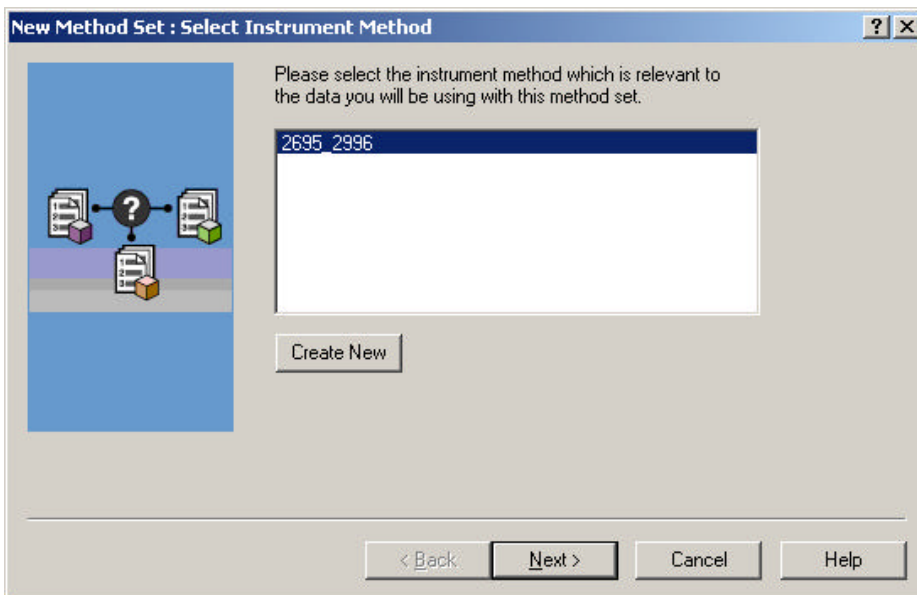 New Method Set : Select Instrument Method
Please select the instrument method which is relevant to
the data you will be using with this method set.
2695_2996
?
Create New
< Back
Next >
Cancel
Help